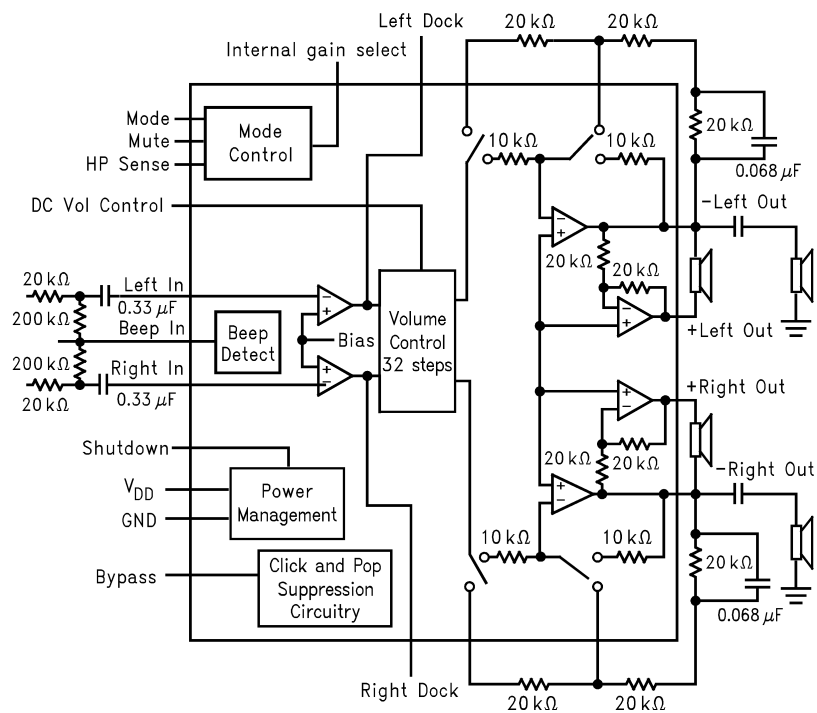 Left Dock
20 kΩ
20 kΩ
Internal gain select
Mode
Mute
HP Sense
Mode
Control
10 kΩ
10 kΩ
20 kΩ
0.068 µF
DC Vol Control
–Left Out
20 kΩ
20 kΩ
20 kΩ
Left In
0.33 µF
200 kΩ
Beep In
Beep
Detect
Bias
Volume
Control
32 steps
+Left Out
200 kΩ
Right In
0.33 µF
20 kΩ
+Right Out
Shutdown
20 kΩ
20 kΩ
–Right Out
VDD
GND
Power
Management
10 kΩ
10 kΩ
20 kΩ
0.068 µF
Bypass
Click and Pop
Suppression
Circuitry
Right Dock
20 kΩ
20 kΩ
– + – + – + + – + – + –